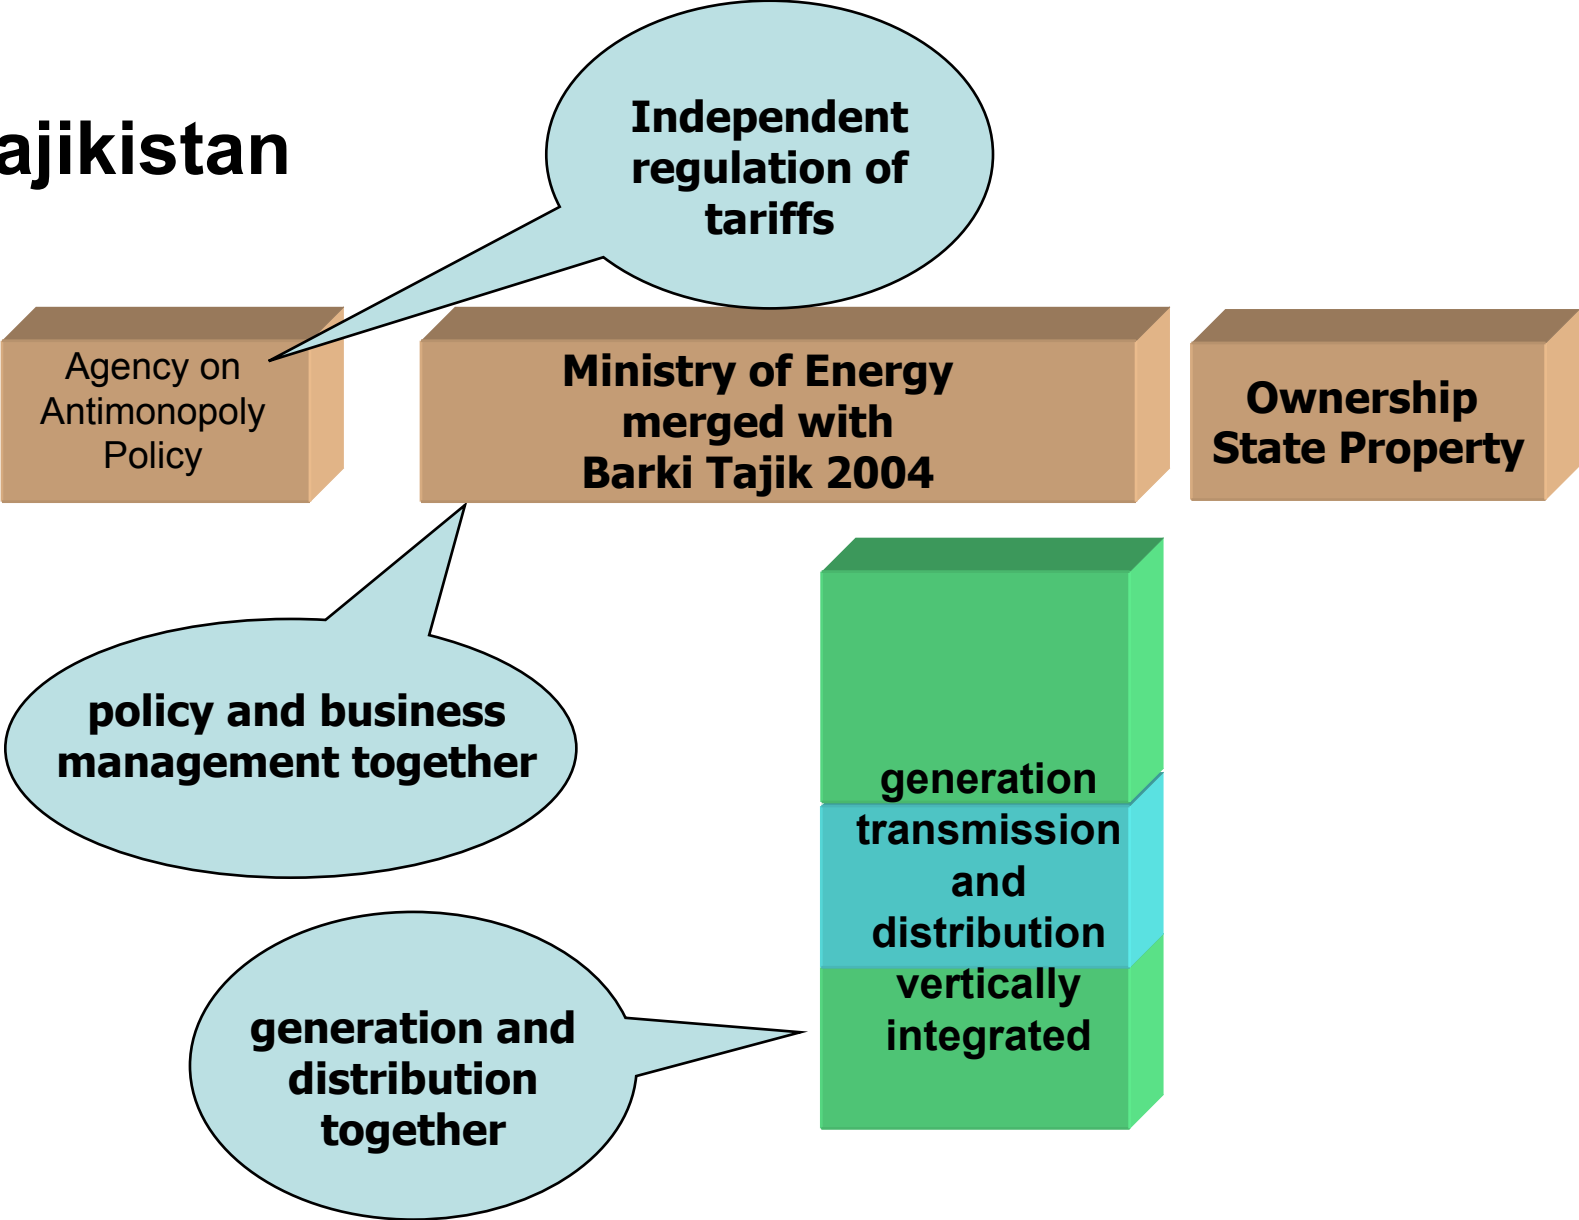 ajikistan
Independent
regulation of
tariffs
Agency on
Antimonopoly
Policy
Ministry of Energy
merged with
Barki Tajik 2004
Ownership
State Property
policy and business
management together
generation
transmission
and
distribution
vertically
integrated
generation and
distribution
together